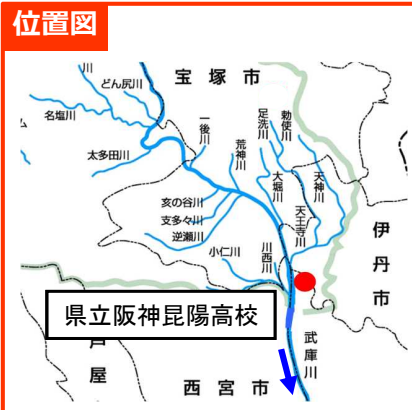 位置図
川
どん尻川
宝塚市
名塩川
太多田川
一後川
荒神川
足洗川
勅使川
大堀川
天神川
天王寺川
亥の谷川
支多々川
逆瀬川
小仁川
川西川
伊丹市
県立阪神昆陽高校
芦屋
武庫川
西宮市